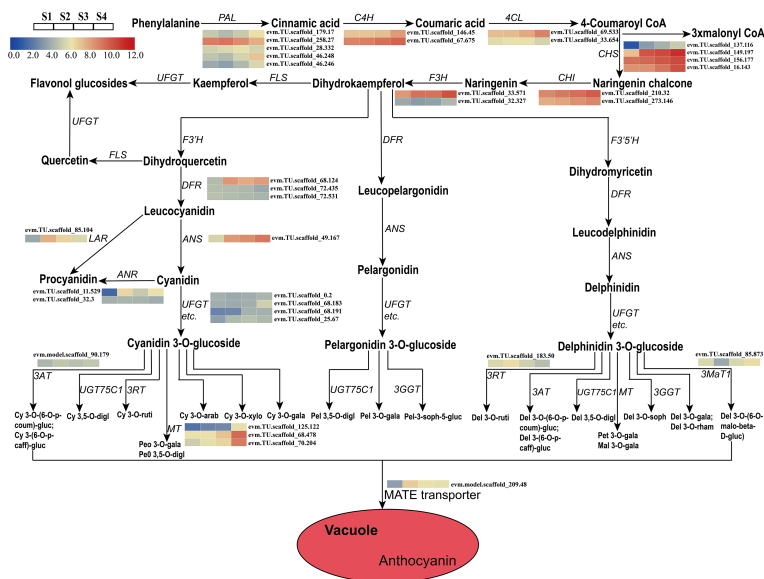 S1 S2 S3 S4
0.0 2.0 4.0 6.0 8.0 10.0 12.0
Phenylalanine PAL Cinnamic acid C4H Coumaric acid 4CL 4-Coumaroyl CoA
3xmalonyl CoA
evm.TU.scaffold_179.17
evm.TU.scaffold_258.27
evm.TU.scaffold_28.332
evm.TU.scaffold_46.248
evm.TU.scaffold_46.246
evm.TU.scaffold_146.45
evm.TU.scaffold_67.675
evm.TU.scaffold_69.533
evm.TU.scaffold_33.654
CHS
evm.TU.scaffold_137.116
evm.TU.scaffold_149.197
evm.TU.scaffold_156.177
evm.TU.scaffold_16.143
Flavonol glucosides UFGT Kaempferol FLS Dihydrokaempferol F3H Naringenin CHI Naringenin chalcone
evm.TU.scaffold_33.571
evm.TU.scaffold_32.327
evm.TU.scaffold_210.32
evm.TU.scaffold_273.146
UFGT
F3'H
DFR
F3'5'H
Quercetin FLS Dihydroquercetin
Dihydromyricetin
DFR
evm.TU.scaffold_68.124
evm.TU.scaffold_72.435
evm.TU.scaffold_72.531
Leucopelargonidin
DFR
Leucocyanidin
evm.TU.scaffold_85.104
LAR
ANS
evm.TU.scaffold_49.167
ANS
Leucodelphinidin
ANS
Procyanidin ANR Cyanidin
Pelargonidin
Delphinidin
evm.TU.scaffold_11.529
evm.TU.scaffold_32.3
UFGT
etc.
evm.TU.scaffold_0.2
evm.TU.scaffold_68.183
evm.TU.scaffold_68.191
evm.TU.scaffold_25.67
UFGT
etc.
UFGT
etc.
Cyanidin 3-O-glucoside
Pelargonidin 3-O-glucoside
Delphinidin 3-O-glucoside
evm.model.scaffold_90.179
evm.TU.scaffold_183.50
evm.TU.scaffold_85.873
3AT
UGT75C1
3RT
MT
UGT75C1
3GGT
3RT
3AT
UGT75C1
MT
3GGT
3MaT1
Cy 3-O-(6-O-p-
coum)-gluc;
Cy 3-(6-O-p-
caff)-gluc
Cy 3,5-O-digl
Cy 3-O-ruti
Cy 3-O-arab
Cy 3-O-xylo
Cy 3-O-gala
Peo 3-O-gala
Pe0 3,5-O-digl
evm.TU.scaffold_125.122
evm.TU.scaffold_68.478
evm.TU.scaffold_70.204
Pel 3,5-O-digl
Pel 3-O-gala
Pel-3-soph-5-gluc
Del 3-O-ruti
Del 3-O-(6-O-p-
coum)-gluc;
Del 3-(6-O-p-
caff)-gluc
Del 3,5-O-digl
Pet 3-O-gala
Mal 3-O-gala
Del 3-O-soph
Del 3-O-gala;
Del 3-O-rham
Del 3-O-(6-O-
malo-beta-
D-gluc)
evm.model.scaffold_209.48
MATE transporter
Vacuole
Anthocyanin